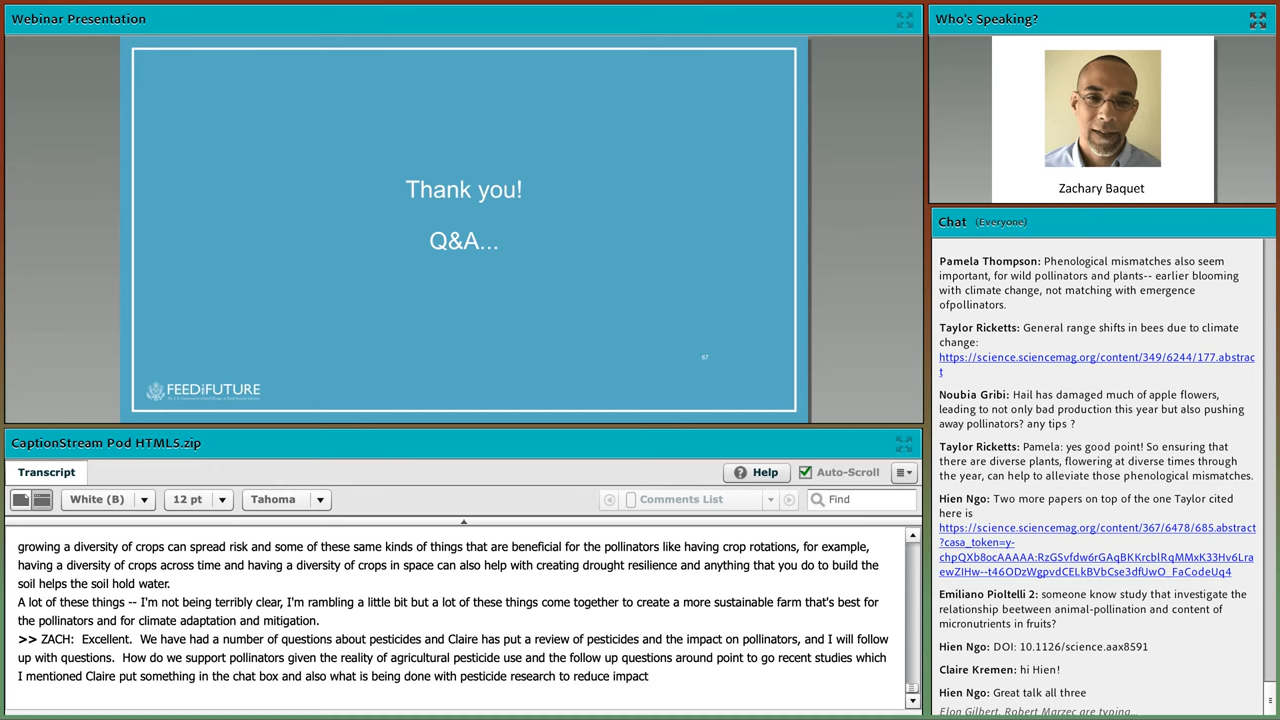 Webinar Presentation
Thank you!
Q&A...
67
FEED THE FUTURE
Who's Speaking?
Zachary Baquet
Chat (Everyone)
Pamela Thompson: Phenological mismatches also seem
important, for wild pollinators and plants-- earlier blooming
with climate change, not matching with emergence
ofpollinators.
Taylor Ricketts: General range shifts in bees due to climate
change:
https://science.sciencemag.org/content/349/6244/177.abstrac
t
Noubia Gribi: Hail has damaged much of apple flowers,
leading to not only bad production this year but also pushing
away pollinators? any tips ?
Taylor Ricketts: Pamela: yes good point! So ensuring that
there are diverse plants, flowering at diverse times through
the year, can help to alleviate those phenological mismatches.
Hien Ngo: Two more papers on top of the one Taylor cited
here is
https://science.sciencemag.org/content/367/6478/685.abstract
?casa_token=y-
chpQXb8ocAAAAA:RzGSvfdw6rGAqBKKrcblRqMMxK33Hv6Lra
ewZIHw--t46ODzWgpvdCELkBVbCse3dfUwO_FaCodeUq4
Emiliano Pioltelli 2: someone know study that investigate the
relationship beetween animal-pollination and content of
micronutrients in fruits?
Hien Ngo: DOI: 10.1126/science.aax8591
Claire Kremen: hi Hien!
Hien Ngo: Great talk all three
Elon Gilbert, Robert Marzec are typing...
CaptionStream Pod HTML5.zip
Transcript
Help
Auto-Scroll
White (B)
12 pt
Tahoma
Comments List
Find
growing a diversity of crops can spread risk and some of these same kinds of things that are beneficial for the pollinators like having crop rotations, for example,
having a diversity of crops across time and having a diversity of crops in space can also help with creating drought resilience and anything that you do to build the
soil helps the soil hold water.
A lot of these things -- I'm not being terribly clear, I'm rambling a little bit but a lot of these things come together to create a more sustainable farm that's best for
the pollinators and for climate adaptation and mitigation.
>> ZACH:  Excellent.  We have had a number of questions about pesticides and Claire has put a review of pesticides and the impact on pollinators, and I will follow
up with questions.  How do we support pollinators given the reality of agricultural pesticide use and the follow up questions around point to go recent studies which
I mentioned Claire put something in the chat box and also what is being done with pesticide research to reduce impact